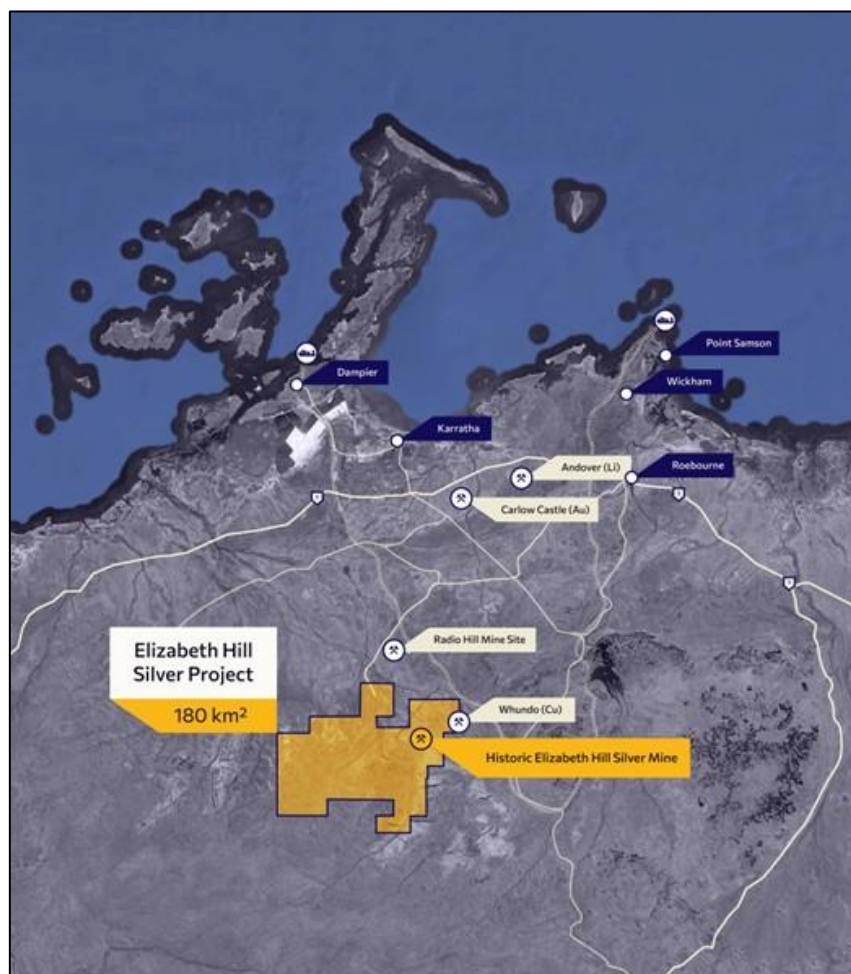 Point Samson
Dampier
Wickham
Karratha
Andover (Li)
Roebourne
Carlow Castle (Au)
Radio Hill Mine Site
Elizabeth Hill
Silver Project
180 km²
Whundo (Cu)
Historic Elizabeth Hill Silver Mine